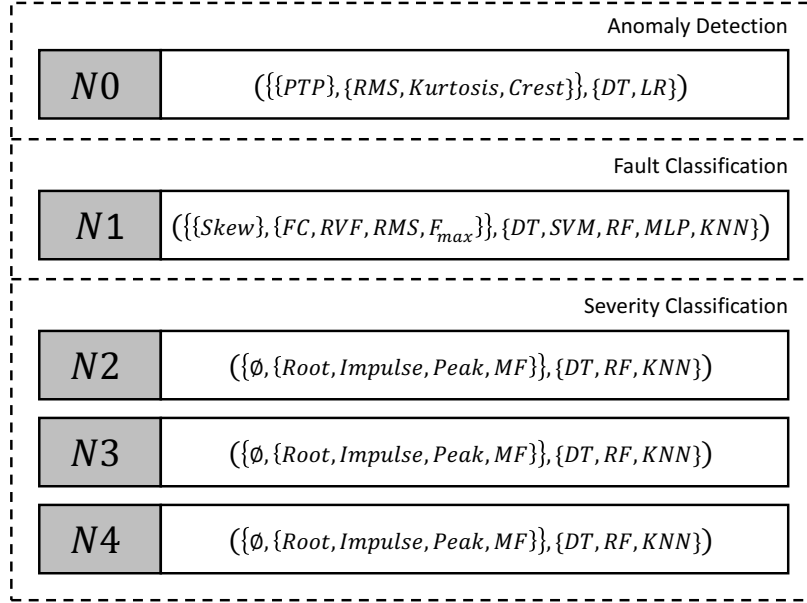 Anomaly Detection
N0
({{PTP}, {RMS, Kurtosis, Crest}}, {DT, LR})
Fault Classification
N1
({{Skew}, {FC, RVF, RMS, F_max}}, {DT, SVM, RF, MLP, KNN})
Severity Classification
N2
({∅, {Root, Impulse, Peak, MF}}, {DT, RF, KNN})
N3
({∅, {Root, Impulse, Peak, MF}}, {DT, RF, KNN})
N4
({∅, {Root, Impulse, Peak, MF}}, {DT, RF, KNN})